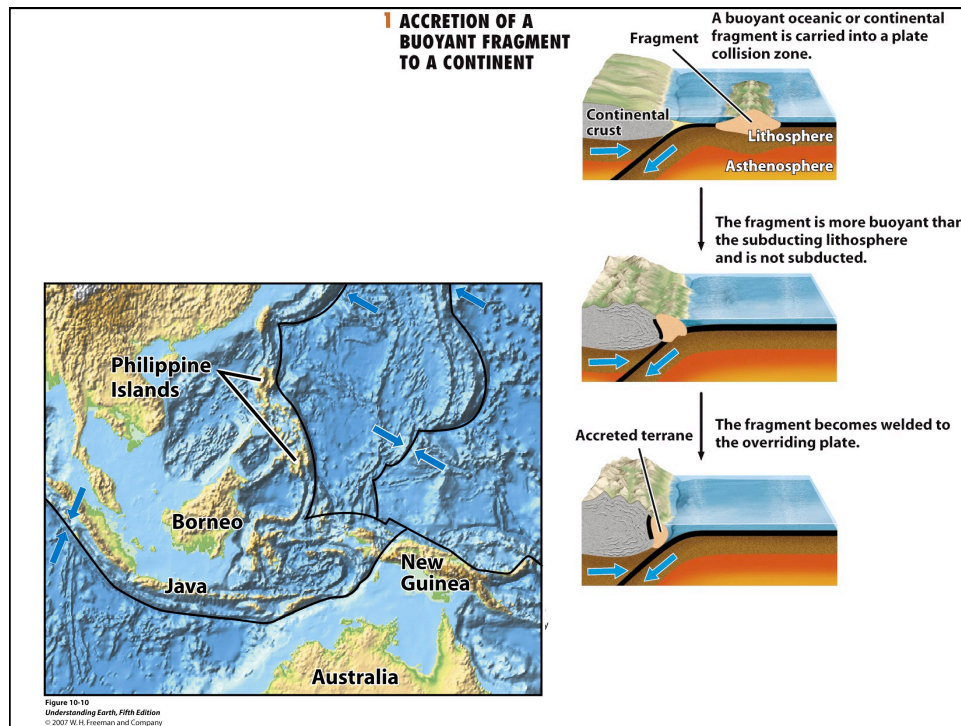 1 ACCRETION OF A
BUOYANT FRAGMENT
TO A CONTINENT
A buoyant oceanic or continental
fragment is carried into a plate
collision zone.
Fragment
Continental
crust
Lithosphere
Asthenosphere
The fragment is more buoyant than
the subducting lithosphere
and is not subducted.
Accreted terrane
The fragment becomes welded to
the overriding plate.
Philippine
Islands
Borneo
Java
New
Guinea
Australia
y
Figure 10-10
Understanding Earth, Fifth Edition
© 2007 W. H. Freeman and Company